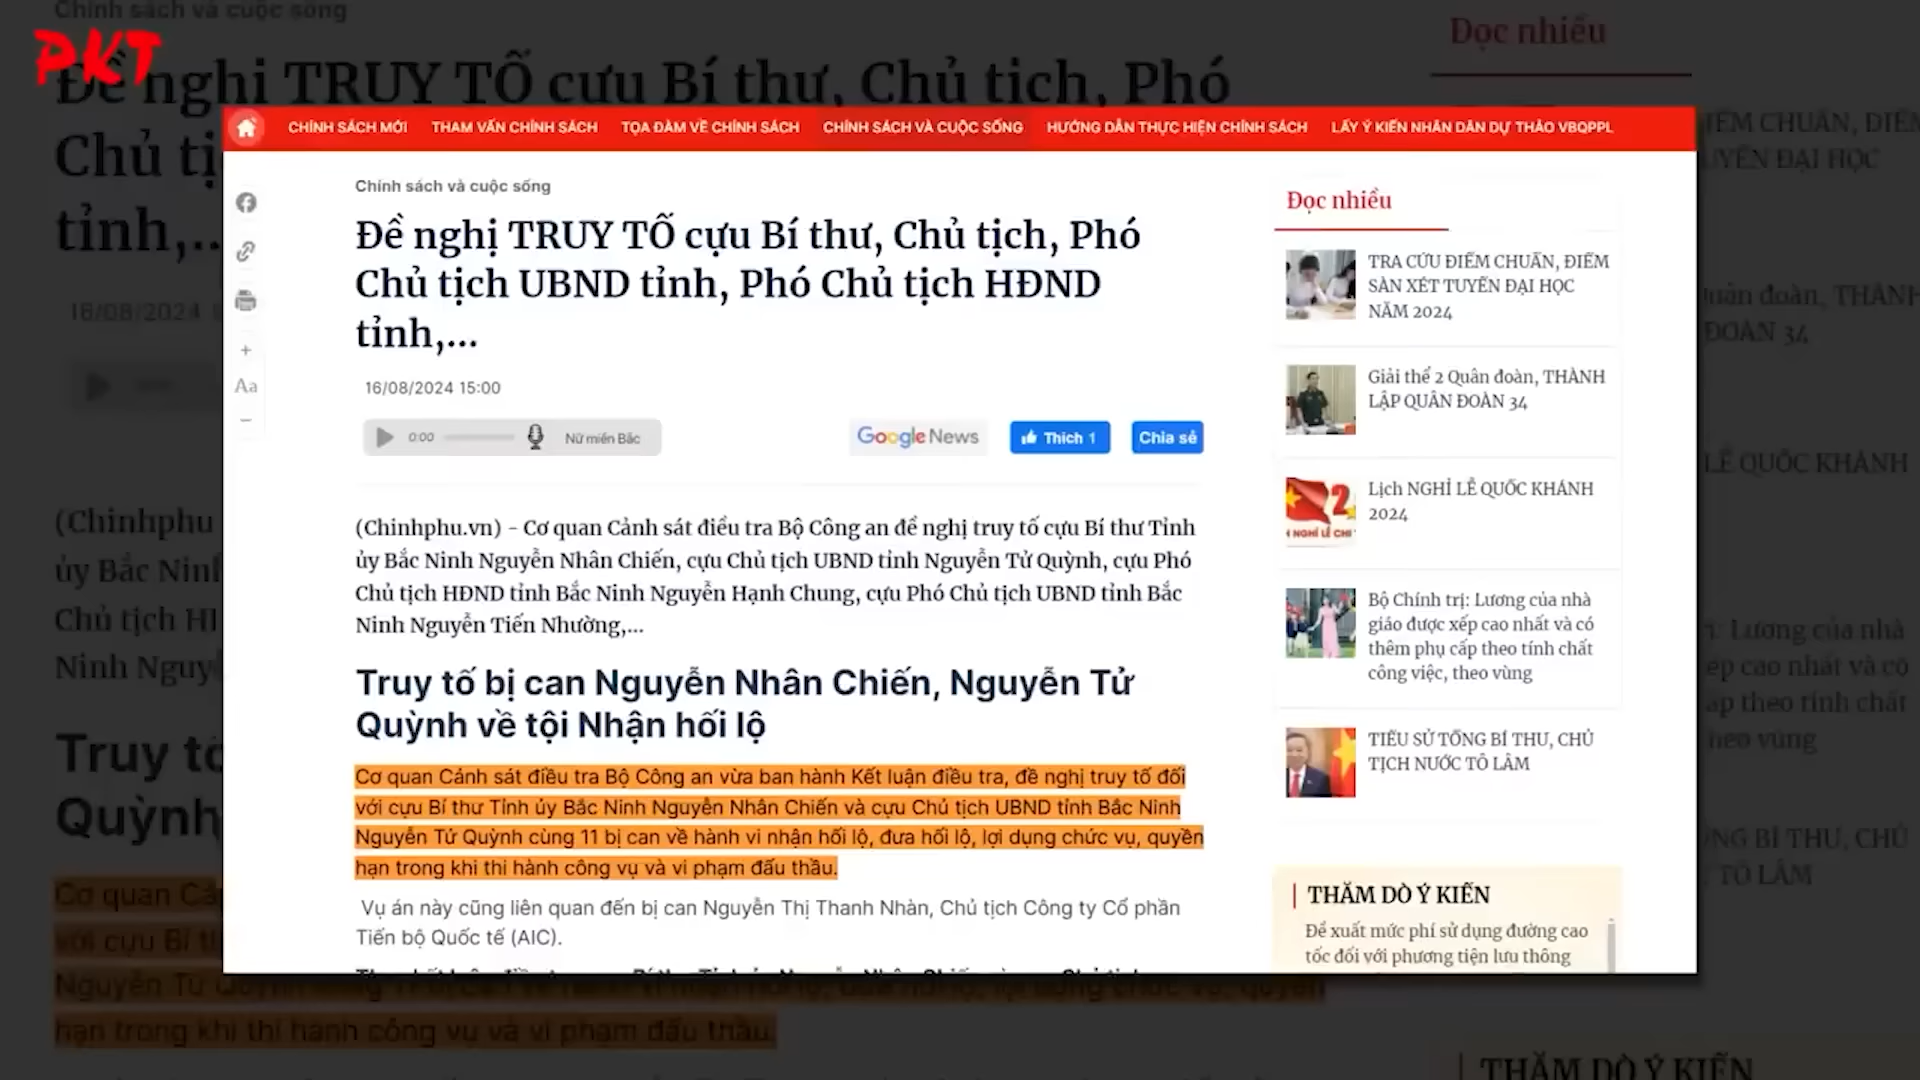 PKT
CHÍNH SÁCH MỚI THAM VẤN CHÍNH SÁCH TỌA ĐÀM VỀ CHÍNH SÁCH CHÍNH SÁCH VÀ CUỘC SỐNG HƯỚNG DẪN THỰC HIỆN CHÍNH SÁCH LẤY Ý KIẾN NHÂN DÂN DỰ THẢO VBQPPL
Chính sách và cuộc sống
Đề nghị TRUY TỐ cựu Bí thư, Chủ tịch, Phó
Chủ tịch UBND tỉnh, Phó Chủ tịch HĐND
tỉnh,...
16/08/2024 15:00
0:00 Nữ miền Bắc
Google News
Thích 1
Chia sẻ
Aa
(Chinhphu.vn) - Cơ quan Cảnh sát điều tra Bộ Công an đề nghị truy tố cựu Bí thư Tỉnh
ủy Bắc Ninh Nguyễn Nhân Chiến, cựu Chủ tịch UBND tỉnh Nguyễn Tử Quỳnh, cựu Phó
Chủ tịch HĐND tỉnh Bắc Ninh Nguyễn Hạnh Chung, cựu Phó Chủ tịch UBND tỉnh Bắc
Ninh Nguyễn Tiến Nhường,...
Truy tố bị can Nguyễn Nhân Chiến, Nguyễn Tử
Quỳnh về tội Nhận hối lộ
Cơ quan Cảnh sát điều tra Bộ Công an vừa ban hành Kết luận điều tra, đề nghị truy tố đối
với cựu Bí thư Tỉnh ủy Bắc Ninh Nguyễn Nhân Chiến và cựu Chủ tịch UBND tỉnh Bắc Ninh
Nguyễn Tử Quỳnh cùng 11 bị can về hành vi nhận hối lộ, đưa hối lộ, lợi dụng chức vụ, quyền
hạn trong khi thi hành công vụ và vi phạm đấu thầu.
Vụ án này cũng liên quan đến bị can Nguyễn Thị Thanh Nhàn, Chủ tịch Công ty Cổ phần
Tiến bộ Quốc tế (AIC).
Đọc nhiều
TRA CỨU ĐIỂM CHUẨN, ĐIỂM
SÀN XÉT TUYỂN ĐẠI HỌC
NĂM 2024
Giải thể 2 Quân đoàn, THÀNH
LẬP QUÂN ĐOÀN 34
Lịch NGHỈ LỄ QUỐC KHÁNH
2024
Bộ Chính trị: Lương của nhà
giáo được xếp cao nhất và có
thêm phụ cấp theo tính chất
công việc, theo vùng
TIỂU SỬ TỔNG BÍ THƯ, CHỦ
TỊCH NƯỚC TÔ LÂM
THĂM DÒ Ý KIẾN
Đề xuất mức phí sử dụng đường cao
tốc đối với phương tiện lưu thông